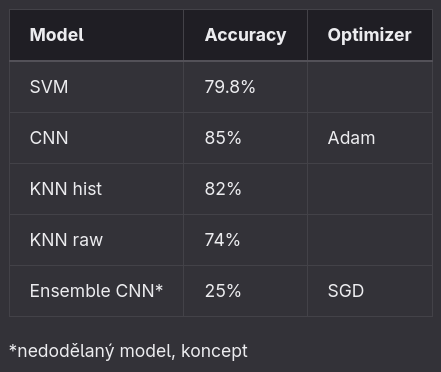 Model Accuracy Optimizer
SVM 79.8%
CNN 85% Adam
KNN hist 82%
KNN raw 74%
Ensemble CNN* 25% SGD
*nedodělaný model, koncept